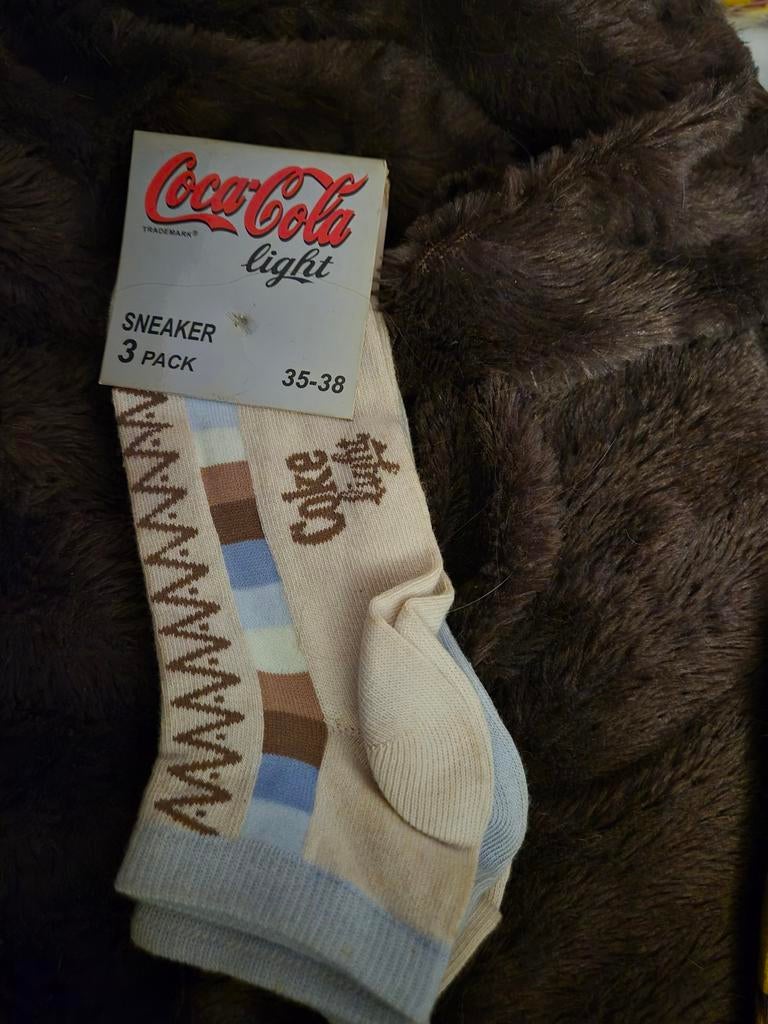 Coca-Cola
TRADEMARK®
light
SNEAKER
3 PACK
35-38
Coke
Light